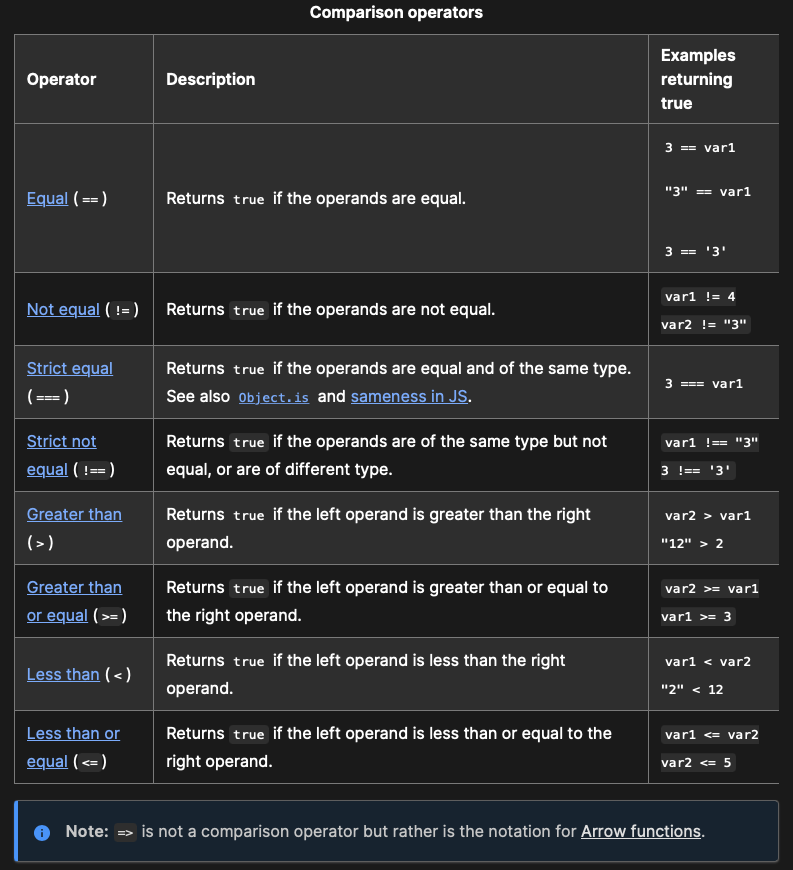 Comparison operators
Operator
Description
Examples
returning
true
Equal (==)
Returns true if the operands are equal.
3 == var1
"3" == var1
3 == '3'
Not equal (!=)
Returns true if the operands are not equal.
var1 != 4
var2 != "3"
Strict equal
(===)
Returns true if the operands are equal and of the same type.
See also Object.is and sameness in JS.
3 === var1
Strict not
equal (!==)
Returns true if the operands are of the same type but not
equal, or are of different type.
var1 !== "3"
3 !== '3'
Greater than
(>)
Returns true if the left operand is greater than the right
operand.
var2 > var1
"12" > 2
Greater than
or equal (>=)
Returns true if the left operand is greater than or equal to
the right operand.
var2 >= var1
var1 >= 3
Less than (<)
Returns true if the left operand is less than the right
operand.
var1 < var2
"2" < 12
Less than or
equal (<=)
Returns true if the left operand is less than or equal to the
right operand.
var1 <= var2
var2 <= 5
Note: => is not a comparison operator but rather is the notation for Arrow functions.